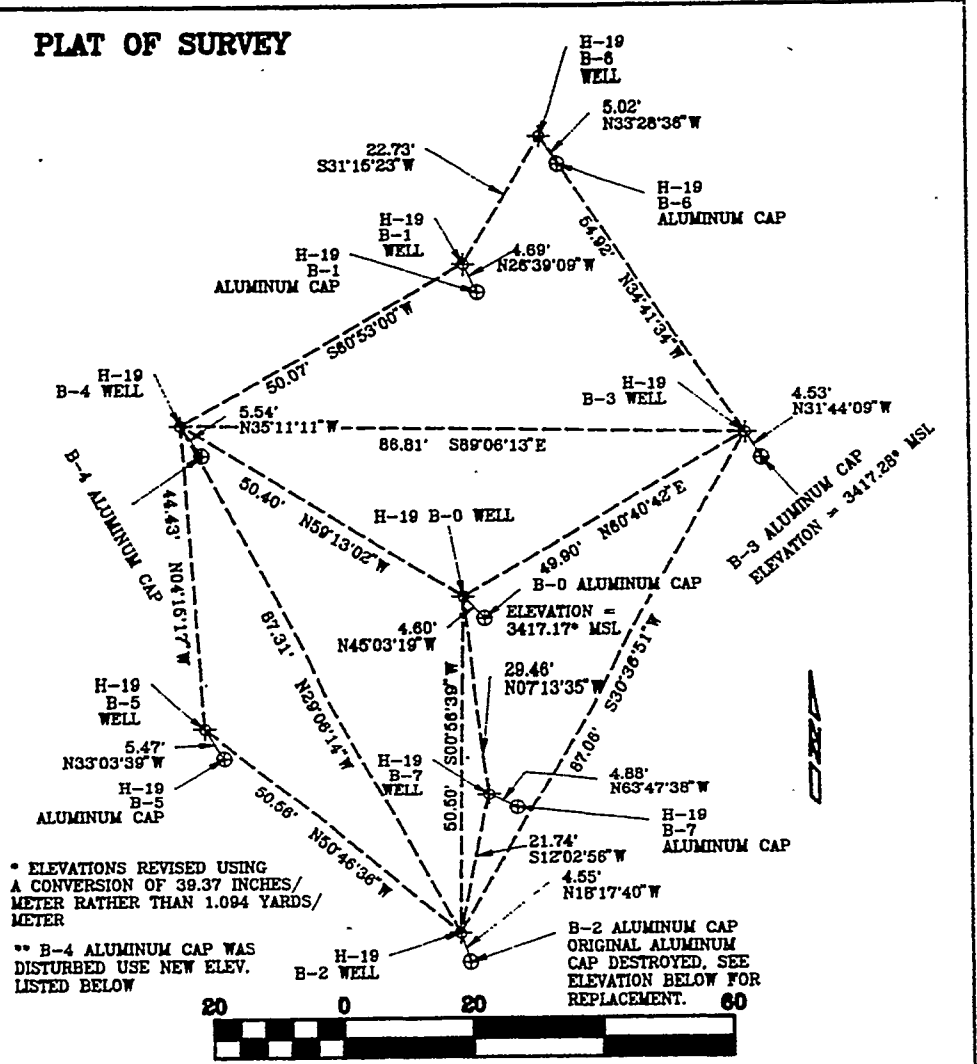 PLAT OF SURVEY
H-19
B-6
WELL
5.02'
N33°28'36"W
22.73'
S31°15'23"W
H-19
B-6
ALUMINUM CAP
H-19
B-1
WELL
4.69'
N26°39'09"W
H-19
B-1
ALUMINUM CAP
54.92' N34°41'34"W
50.07' S60°53'00"W
H-19
B-4 WELL
H-19
B-3 WELL
4.53'
N31°44'09"W
5.54'
N35°11'11"W
86.81' S89°06'13"E
B-4 ALUMINUM CAP
B-3 ALUMINUM CAP
ELEVATION = 3417.28* MSL
44.43' N04°16'17"W
50.40' N59°13'02"W
H-19 B-0 WELL
49.90' N60°40'42"E
B-0 ALUMINUM CAP
ELEVATION =
3417.17* MSL
4.60'
N45°03'19"W
87.31' N29°06'14"W
29.46'
N07°13'35"W
87.06' S30°36'51"W
50.50' S00°56'39"W
H-19
B-5
WELL
5.47'
N33°03'39"W
H-19
B-5
ALUMINUM CAP
H-19
B-7
WELL
4.88'
N63°47'38"W
H-19
B-7
ALUMINUM CAP
N
50.56' N50°46'36"W
21.74'
S12°02'56"W
4.55'
N18°17'40"W
* ELEVATIONS REVISED USING
A CONVERSION OF 39.37 INCHES/
METER RATHER THAN 1.094 YARDS/
METER
** B-4 ALUMINUM CAP WAS
DISTURBED USE NEW ELEV.
LISTED BELOW
H-19
B-2 WELL
B-2 ALUMINUM CAP
ORIGINAL ALUMINUM
CAP DESTROYED, SEE
ELEVATION BELOW FOR
REPLACEMENT.
20 0 20 60